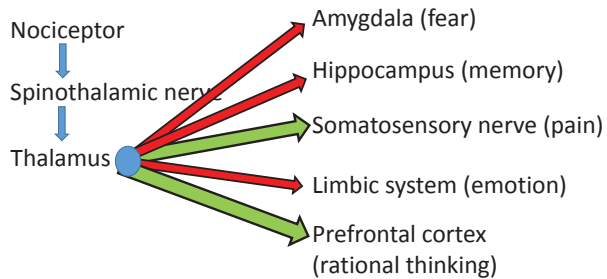 Nociceptor
Spinothalamic nerve
Thalamus
Amygdala (fear)
Hippocampus (memory)
Somatosensory nerve (pain)
Limbic system (emotion)
Prefrontal cortex
(rational thinking)